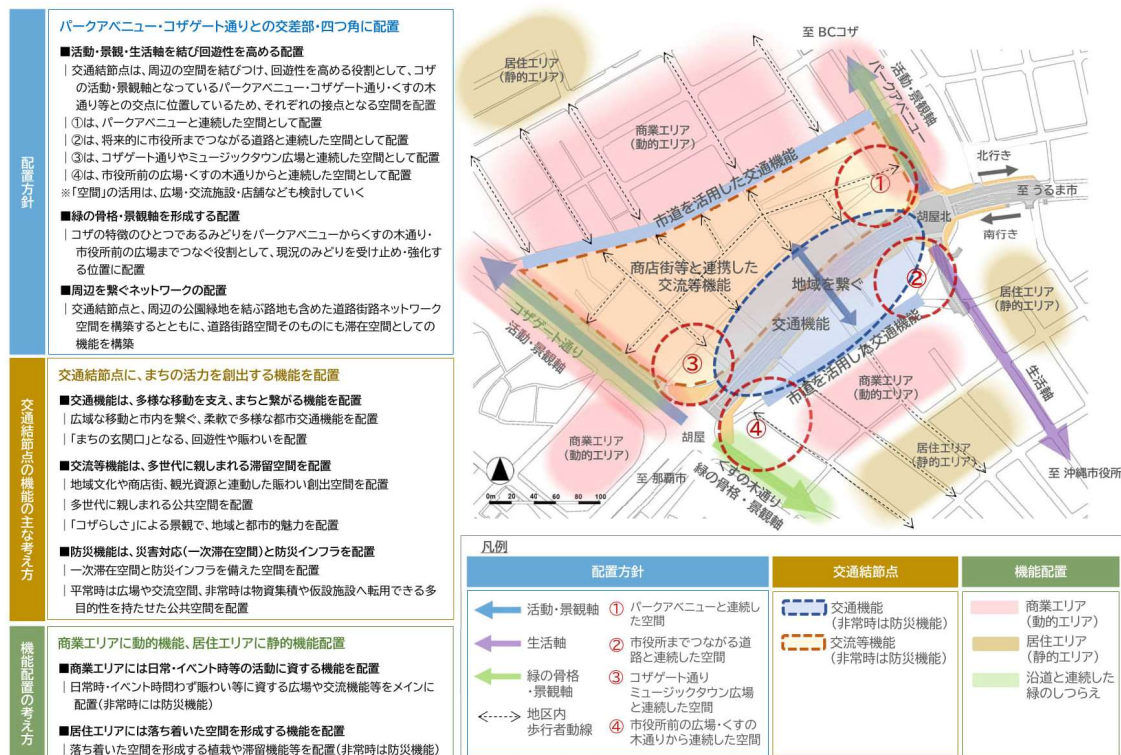 配置方針
パークアベニュー・コザゲート通りとの交差部・四つ角に配置
■活動・景観・生活軸を結び回遊性を高める配置
｜交通結節点は、周辺の空間を結びつけ、回遊性を高める役割として、コザ
の活動・景観軸となっているパークアベニュー・コザゲート通り・くすの木
通り等との交点に位置しているため、それぞれの接点となる空間を配置
｜①は、パークアベニューと連続した空間として配置
｜②は、将来的に市役所までつながる道路と連続した空間として配置
｜③は、コザゲート通りやミュージックタウン広場と連続した空間として配置
｜④は、市役所前の広場・くすの木通りからと連続した空間として配置
※「空間」の活用は、広場・交流施設・店舗なども検討していく
■緑の骨格・景観軸を形成する配置
｜コザの特徴のひとつであるみどりをパークアベニューからくすの木通り・
市役所前の広場までつなぐ役割として、現況のみどりを受け止め・強化す
る位置に配置
■周辺を繋ぐネットワークの配置
｜交通結節点と、周辺の公園緑地を結ぶ路地も含めた道路街路ネットワーク
空間を構築するとともに、道路街路空間そのものにも滞在空間としての
機能を構築
交通結節点の機能の主な考え方
交通結節点に、まちの活力を創出する機能を配置
■交通機能は、多様な移動を支え、まちと繋がる機能を配置
｜広域な移動と市内を繋ぐ、柔軟で多様な都市交通機能を配置
｜「まちの玄関口」となる、回遊性や賑わいを配置
■交流等機能は、多世代に親しまれる滞留空間を配置
｜地域文化や商店街、観光資源と連動した賑わい創出空間を配置
｜多世代に親しまれる公共空間を配置
｜「コザらしさ」による景観で、地域と都市的魅力を配置
■防災機能は、災害対応(一次滞在空間)と防災インフラを配置
｜一次滞在空間と防災インフラを備えた空間を配置
｜平常時は広場や交流空間、非常時は物資集積や仮設施設へ転用できる多
目的性を持たせた公共空間を配置
機能配置の考え方
商業エリアに動的機能、居住エリアに静的機能配置
■商業エリアには日常・イベント時等の活動に資する機能を配置
｜日常時・イベント時問わず賑わい等に資する広場や交流機能等をメインに
配置(非常時には防災機能)
■居住エリアには落ち着いた空間を形成する機能を配置
｜落ち着いた空間を形成する植栽や滞留機能等を配置(非常時は防災機能)
至 BCコザ
居住エリア
(静的エリア)
活動・景観軸
パークアベニュー
商業エリア
(動的エリア)
北行き
①
至 うるま市
市道を活用した交通機能
胡屋北
南行き
商店街等と連携した
交流等機能
地域を繋ぐ
②
居住エリア
(静的エリア)
コザゲート通り
活動・景観軸
交通機能
③
市道を活用した交通機能
生活軸
商業エリア
(動的エリア)
④
商業エリア
(動的エリア)
胡屋
居住エリア
(静的エリア)
至 那覇市
くすの木通り
緑の骨格・景観軸
至 沖縄市役所
0m 20 40 60 80 100
凡例
配置方針
活動・景観軸
生活軸
緑の骨格
・景観軸
地区内
歩行者動線
① パークアベニューと連続し
た空間
② 市役所までつながる道
路と連続した空間
③ コザゲート通り
ミュージックタウン広場
と連続した空間
④ 市役所前の広場・くすの
木通りから連続した空間
交通結節点
交通機能
(非常時は防災機能)
交流等機能
(非常時は防災機能)
機能配置
商業エリア
(動的エリア)
居住エリア
(静的エリア)
沿道と連続した
緑のしつらえ